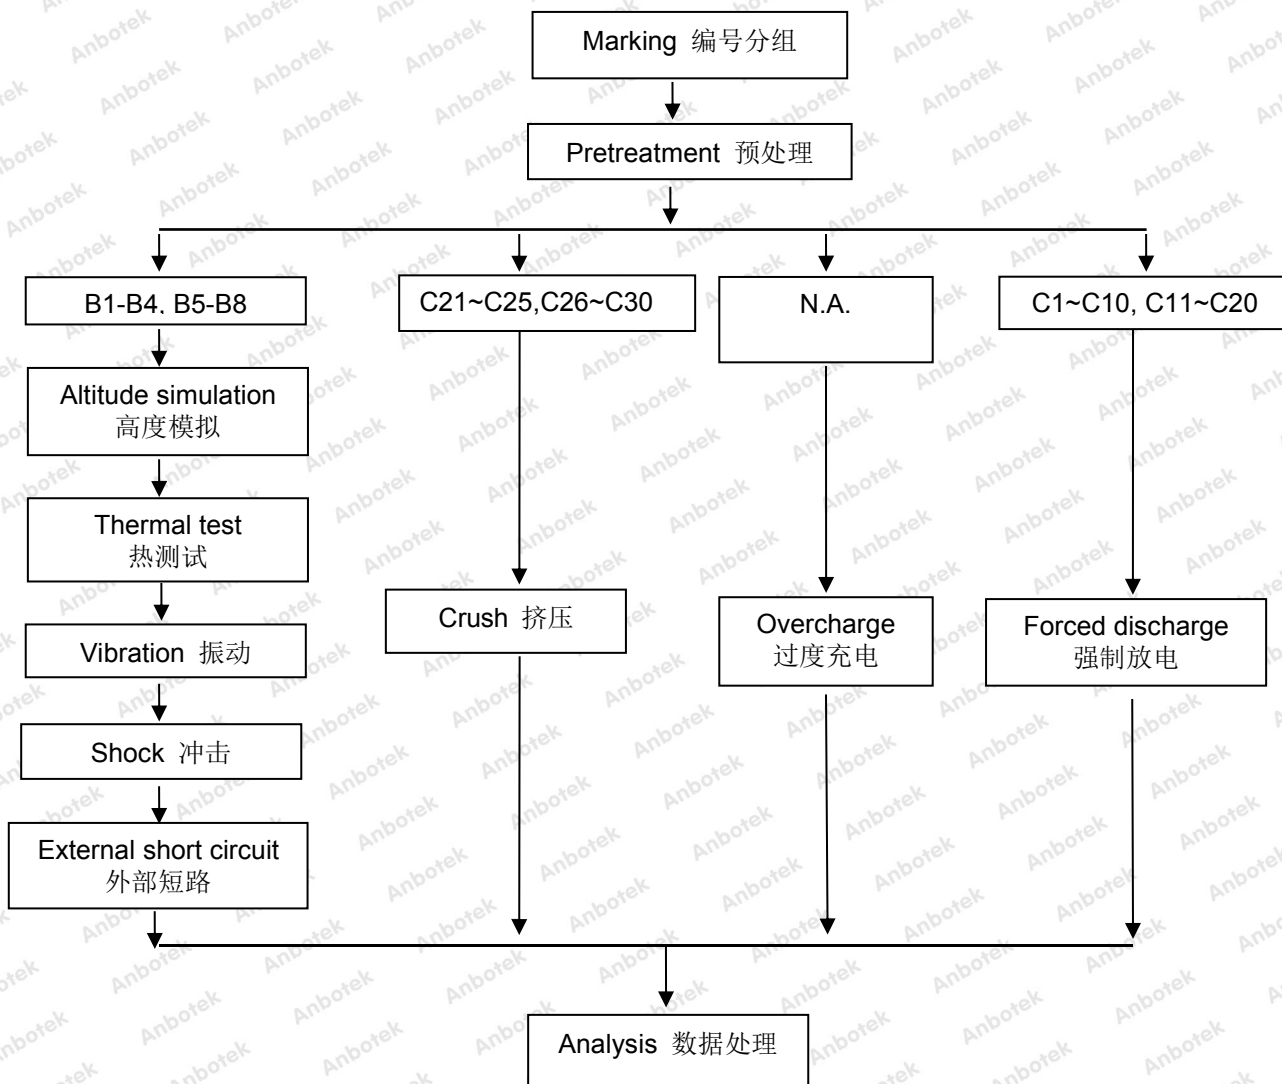 Marking 编号分组
Pretreatment 预处理
B1-B4, B5-B8
C21~C25,C26~C30
N.A.
C1~C10, C11~C20
Altitude simulation
高度模拟
Thermal test
热测试
Vibration 振动
Shock 冲击
External short circuit
外部短路
Crush 挤压
Overcharge
过度充电
Forced discharge
强制放电
Analysis 数据处理
Anbotek